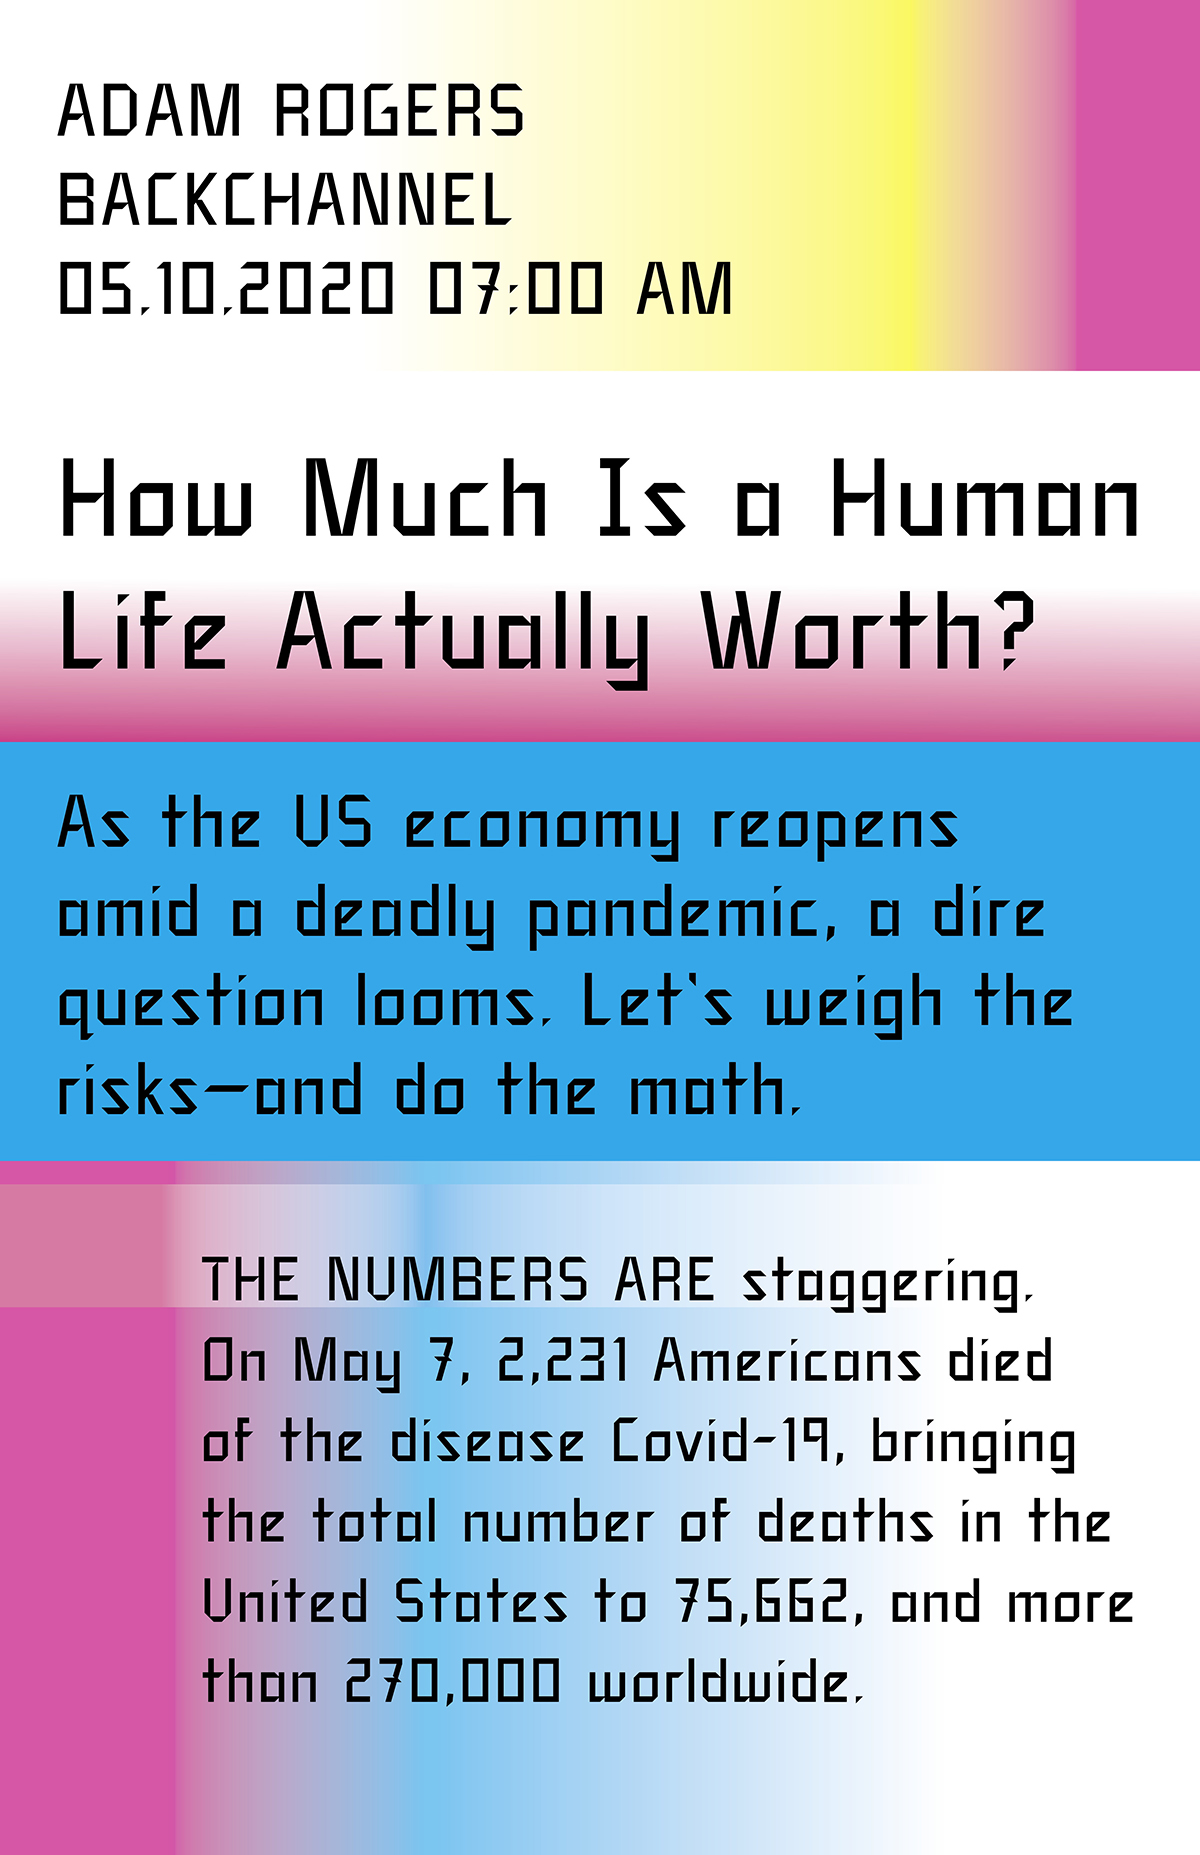 ADAM ROGERS
BACKCHANNEL
05.10.2020 07:00 AM
How Much Is a Human
Life Actually Worth?
As the US economy reopens
amid a deadly pandemic, a dire
question looms. Let's weigh the
risks—and do the math.
THE NUMBERS ARE staggering.
On May 7, 2,231 Americans died
of the disease Covid-19, bringing
the total number of deaths in the
United States to 75,662, and more
than 270,000 worldwide.